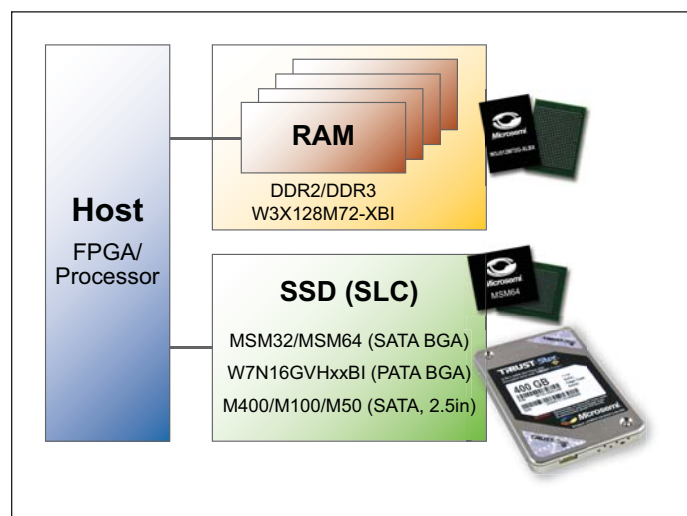 Host
FPGA/
Processor
RAM
DDR2/DDR3
W3X128M72-XBI
SSD (SLC)
MSM32/MSM64 (SATA BGA)
W7N16GVHxxBI (PATA BGA)
M400/M100/M50 (SATA, 2.5in)
Microsemi
Microsemi
MSM64
400 GB
Microsemi